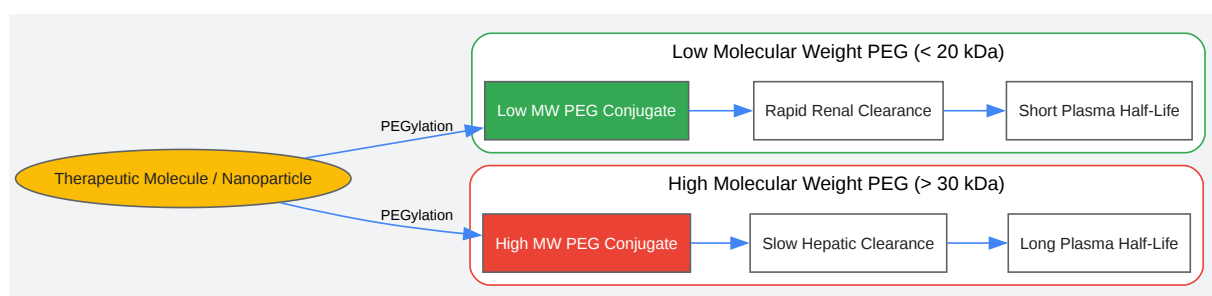 Low Molecular Weight PEG (< 20 kDa)
Low MW PEG Conjugate
Rapid Renal Clearance
Short Plasma Half-Life
PEGylation
Therapeutic Molecule / Nanoparticle
PEGylation
High Molecular Weight PEG (> 30 kDa)
High MW PEG Conjugate
Slow Hepatic Clearance
Long Plasma Half-Life